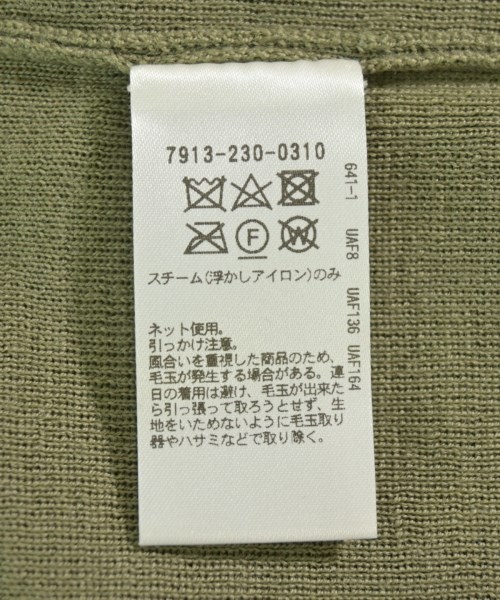 7913-230-0310
F
W
スチーム(浮かしアイロン)のみ
ネット使用。
引っかけ注意。
風合いを重視した商品のため、
毛玉が発生する場合がある。連
日の着用は避け、毛玉が出来た
ら引っ張って取ろうとせず、生
地をいためないように毛玉取り
器やハサミなどで取り除く。
641-1 UAF8 UAF136 UAF164